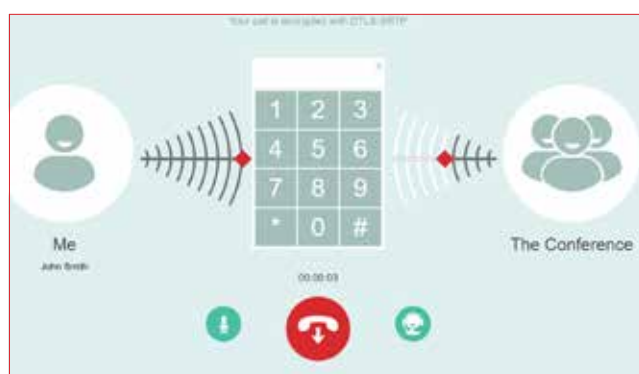 Your call is encrypted with DTLS-SRTP
x
1 2 3
4 5 6
7 8 9
* 0 #
Me
John Smith
The Conference
00:00:03